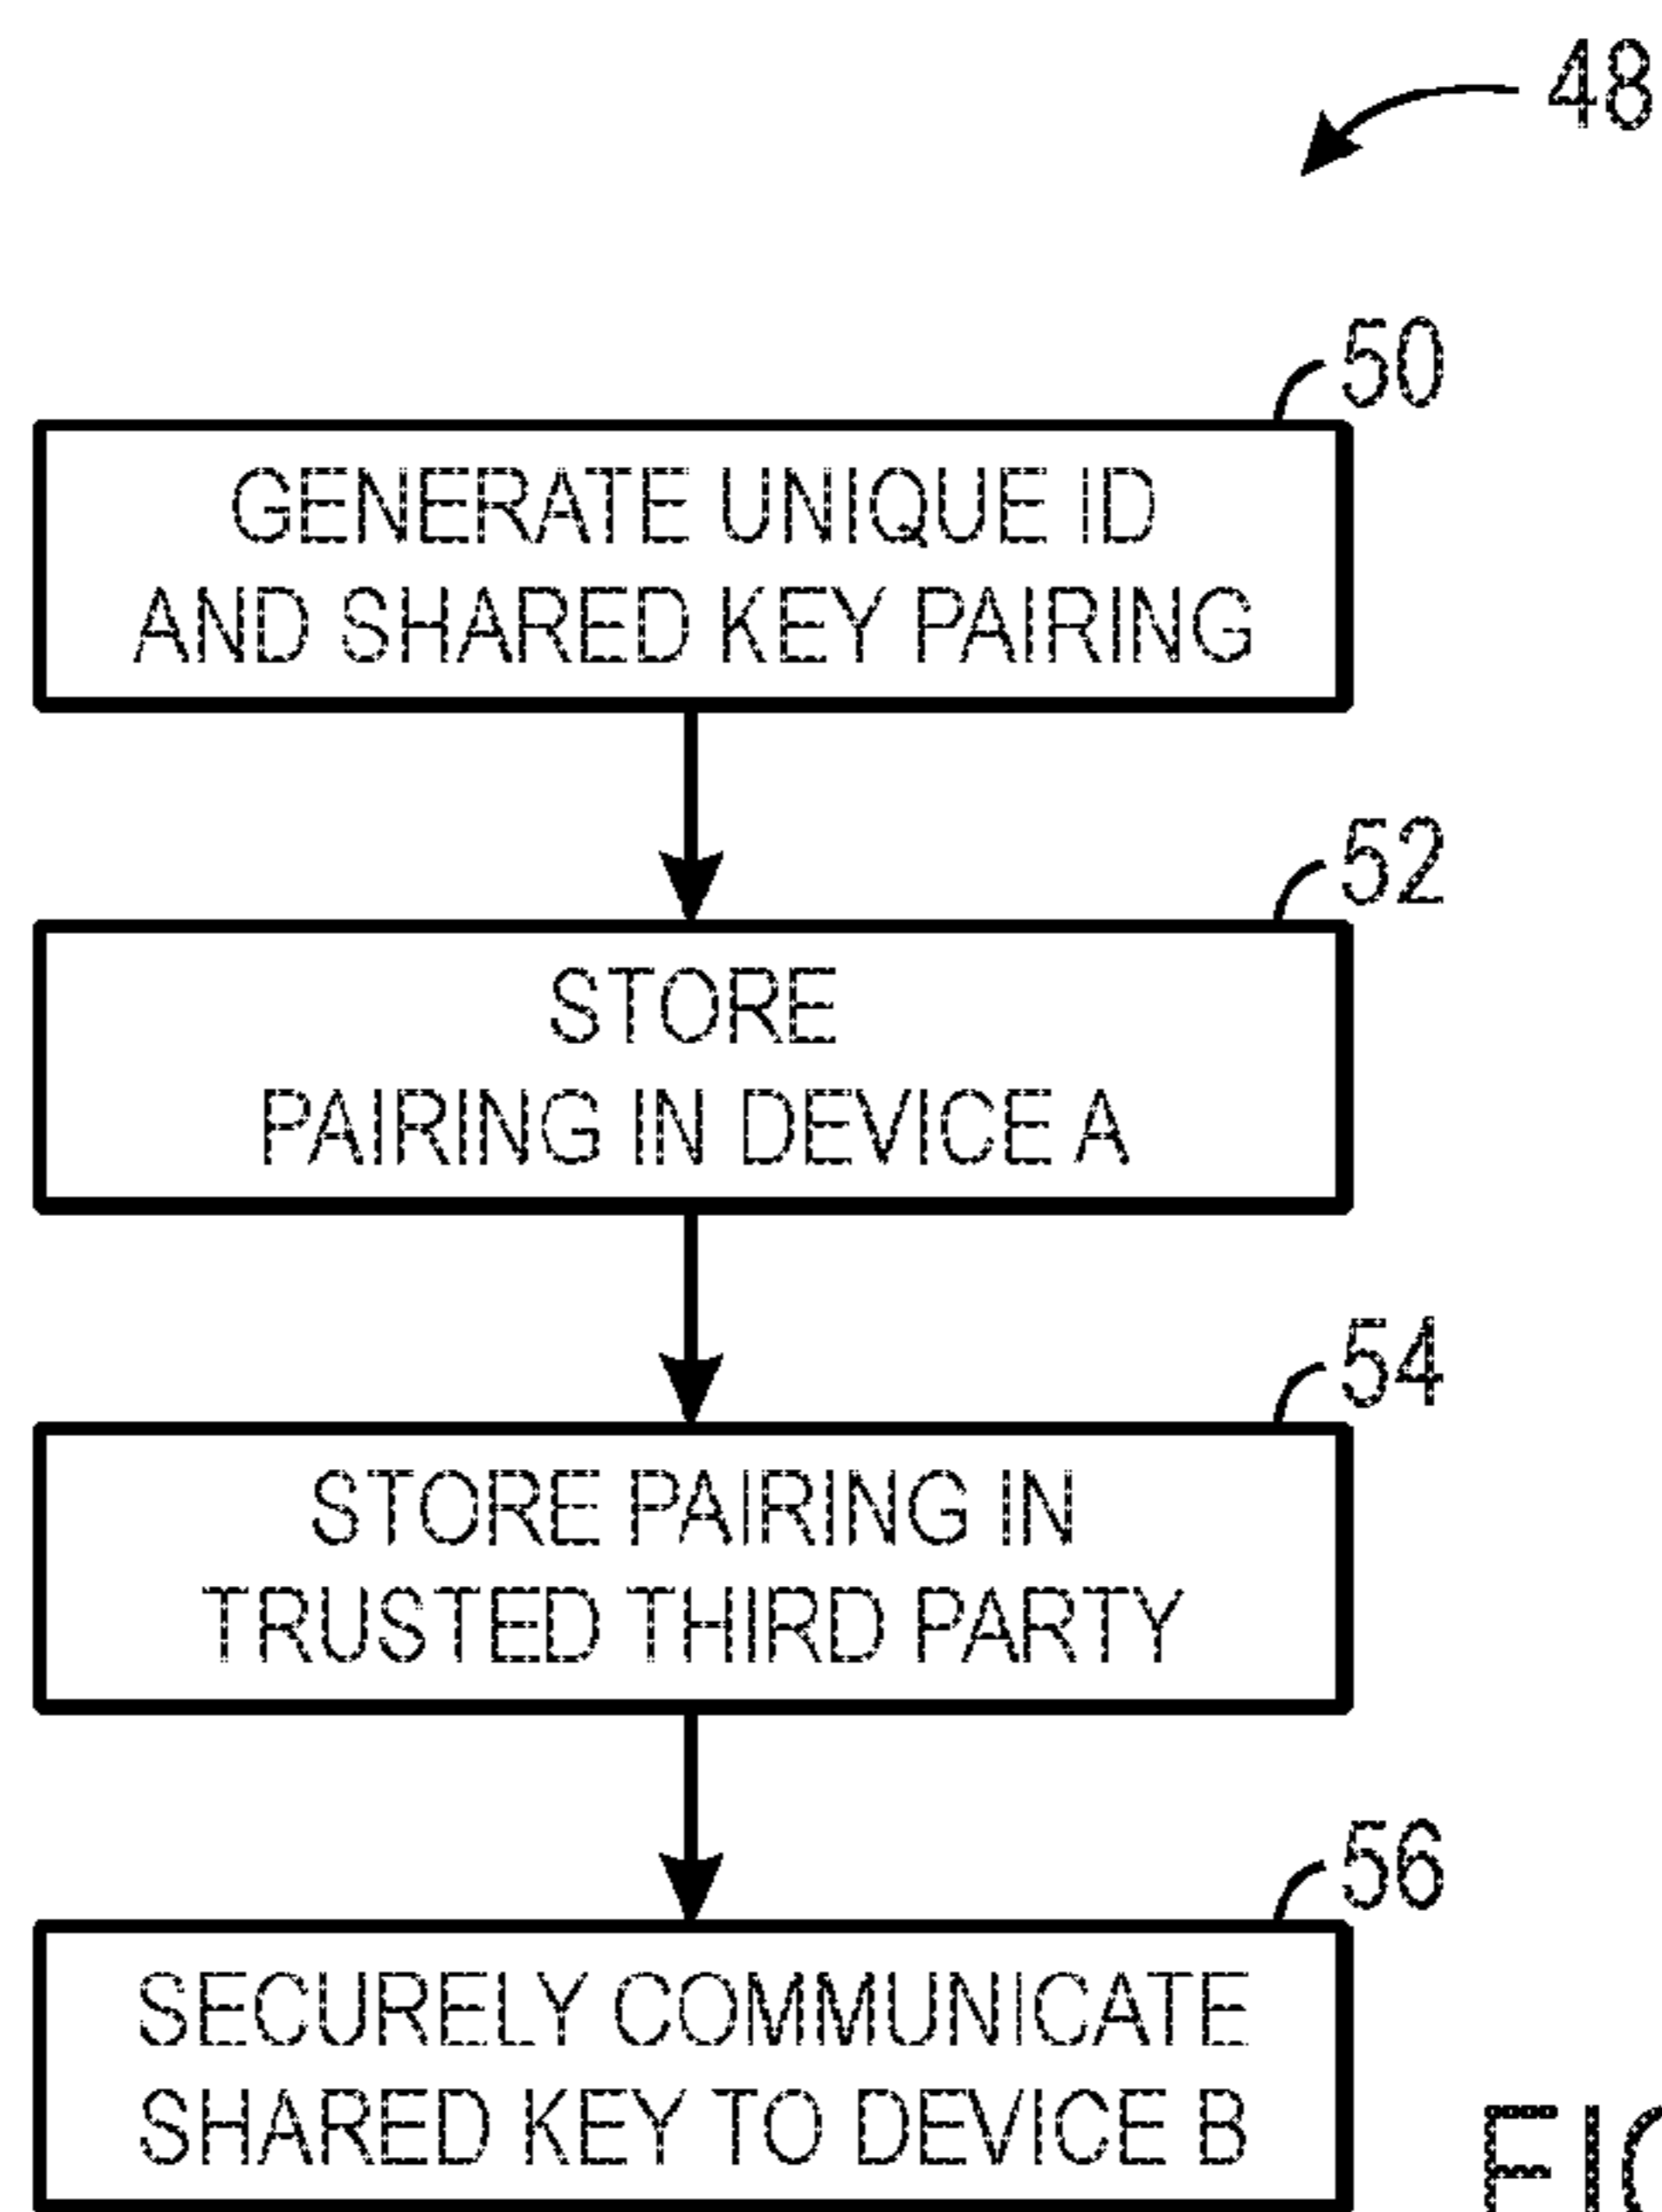 48
50
GENERATE UNIQUE ID
AND SHARED KEY PAIRING
52
STORE
PAIRING IN DEVICE A
54
STORE PAIRING IN
TRUSTED THIRD PARTY
56
SECURELY COMMUNICATE
SHARED KEY TO DEVICE B